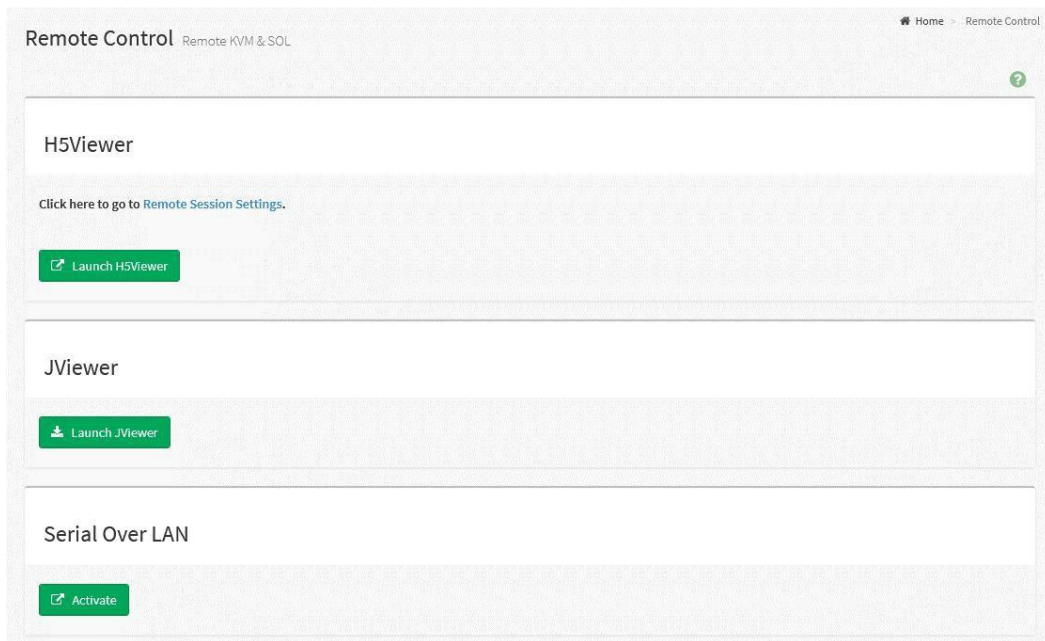 Home > Remote Control
Remote Control Remote KVM & SOL
H5Viewer
Click here to go to Remote Session Settings.
Launch H5Viewer
JViewer
Launch JViewer
Serial Over LAN
Activate